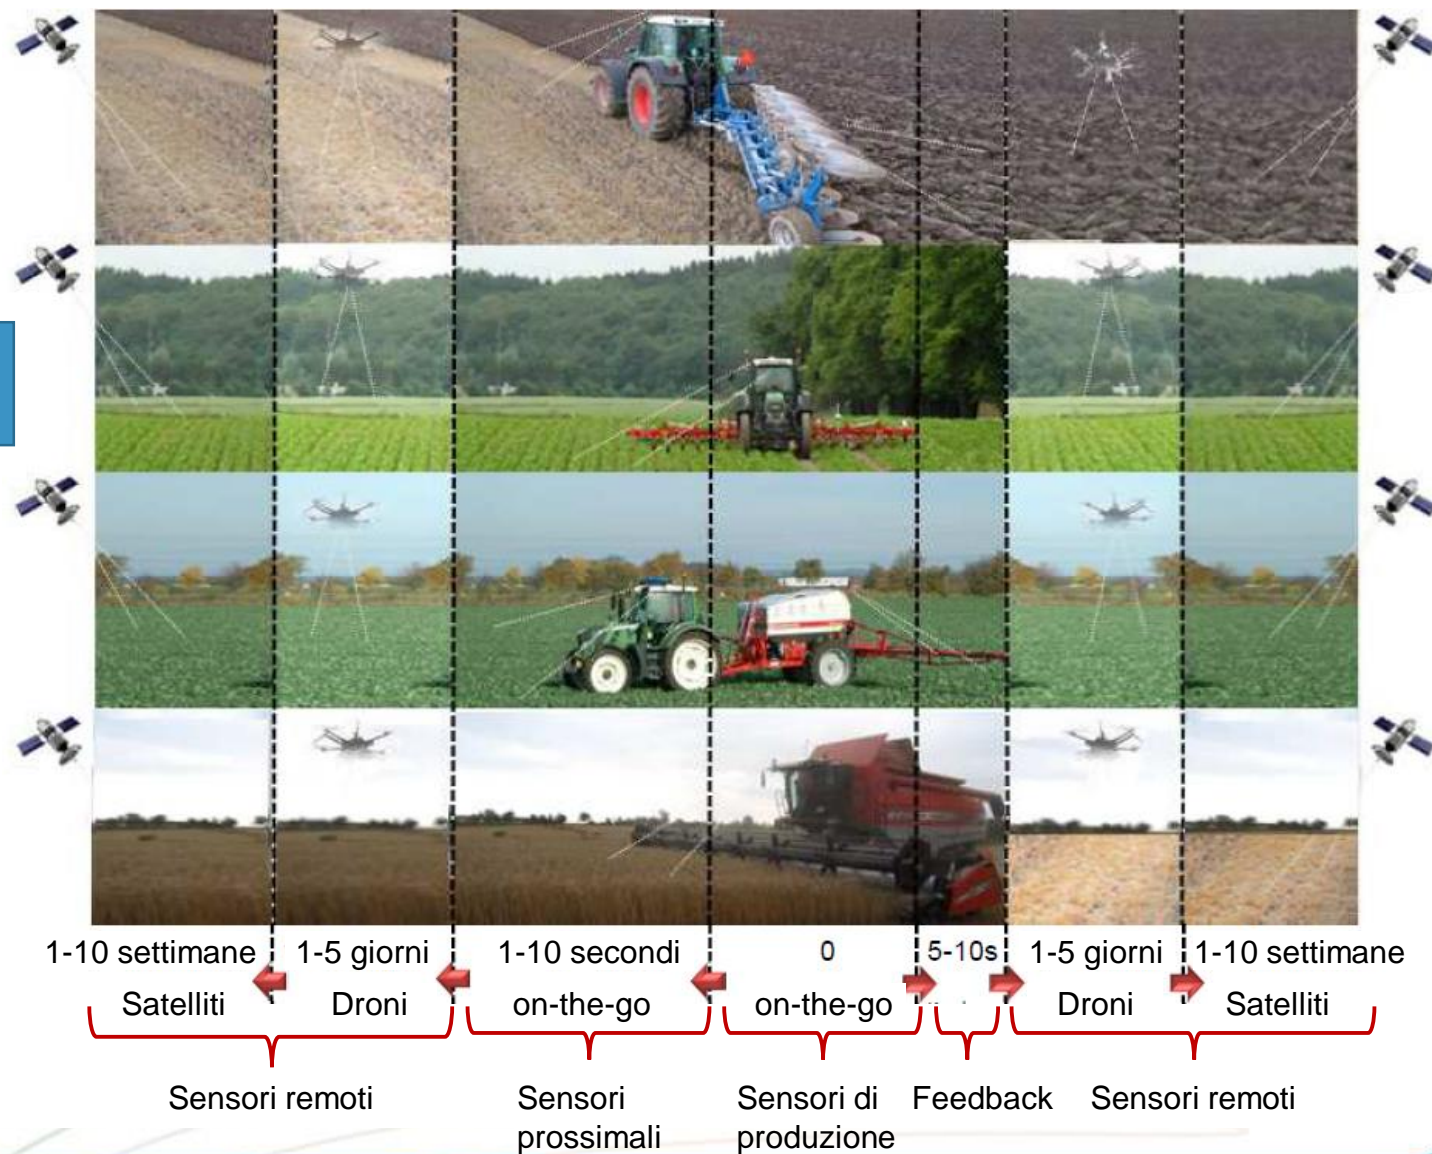 1-10 settimane 1-5 giorni 1-10 secondi 0 5-10s 1-5 giorni 1-10 settimane
Satelliti Droni on-the-go on-the-go Droni Satelliti
Sensori remoti Sensori Sensori di Feedback Sensori remoti
prossimali produzione